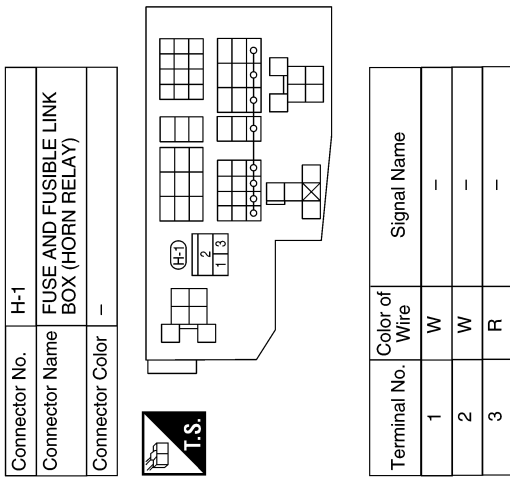 Connector No. H-1
Connector Name FUSE AND FUSIBLE LINK
BOX (HORN RELAY)
Connector Color –
H-1
2
1 3
T.S.
Terminal No. Color of
Wire Signal Name
1 W –
2 W –
3 R –